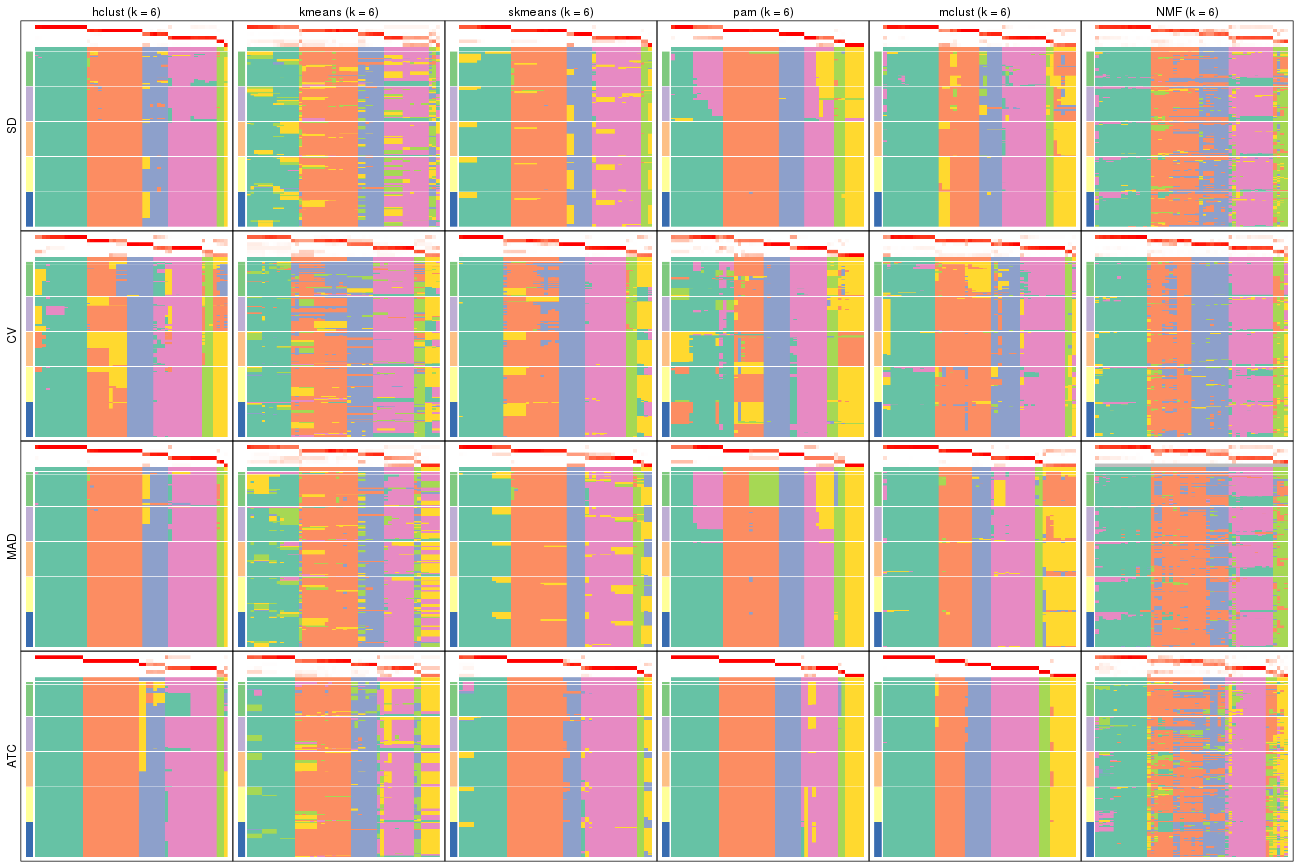 hclust (k = 6) kmeans (k = 6) skmeans (k = 6) pam (k = 6) mclust (k = 6) NMF (k = 6)
SD
CV
MAD
ATC